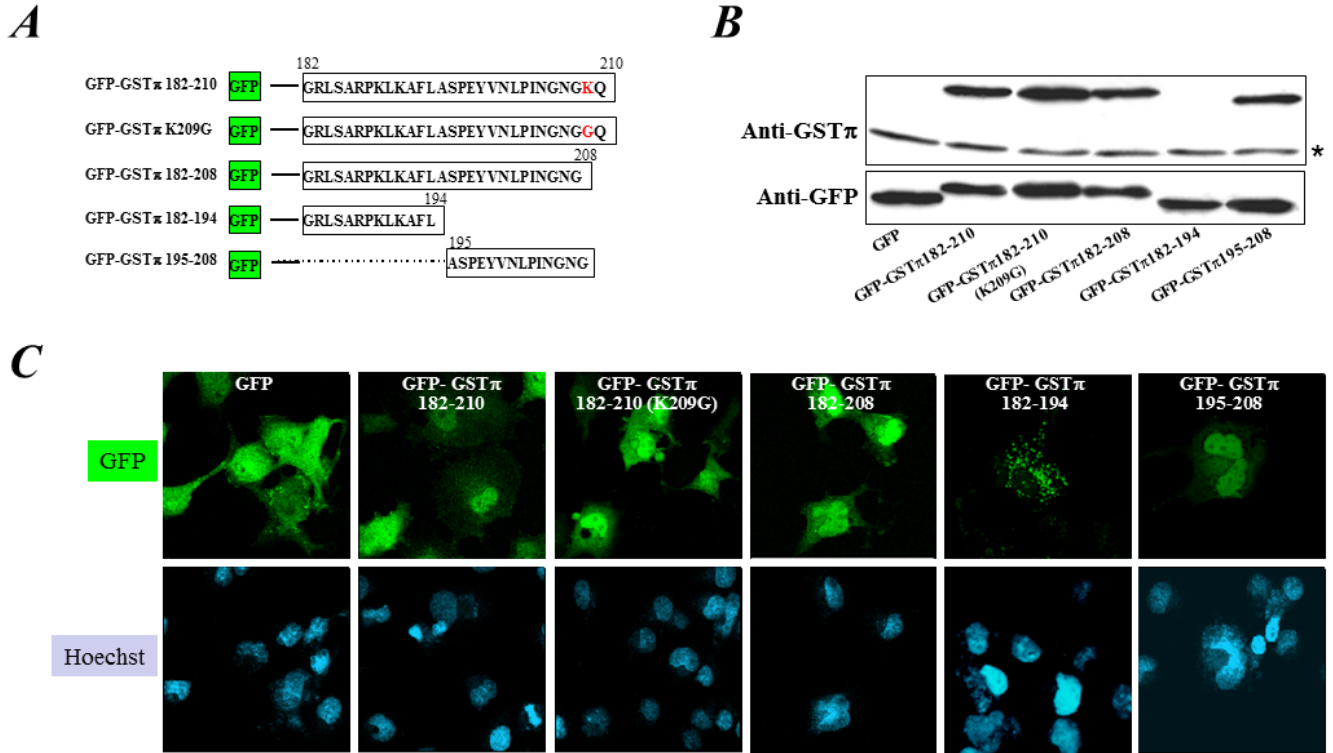 A
182
210
GFP-GSTπ 182-210
GFP
GRLSARPKLKAFLASPEYVNLPINGNGKQ
GFP-GSTπ K209G
GFP
GRLSARPKLKAFLASPEYVNLPINGNGGQ
208
GFP-GSTπ 182-208
GFP
GRLSARPKLKAFLASPEYVNLPINGNG
194
GFP-GSTπ 182-194
GFP
GRLSARPKLKAFL
195
GFP-GSTπ 195-208
GFP
ASPEYVNLPINGNG
B
Anti-GSTπ
*
Anti-GFP
GFP
GFP-GSTπ182-210
GFP-GSTπ182-210
(K209G)
GFP-GSTπ182-208
GFP-GSTπ182-194
GFP-GSTπ195-208
C
GFP
GFP- GSTπ
182-210
GFP- GSTπ
182-210 (K209G)
GFP- GSTπ
182-208
GFP- GSTπ
182-194
GFP- GSTπ
195-208
GFP
Hoechst